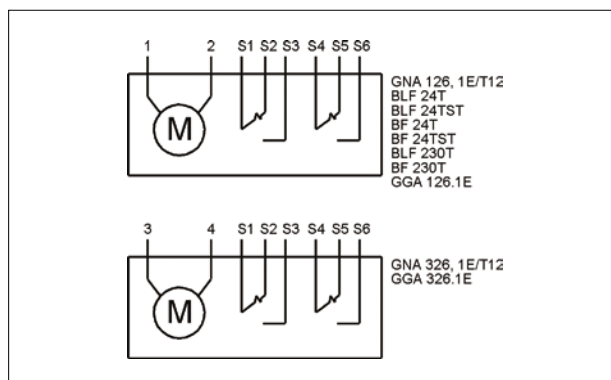 1 2 S1 S2 S3 S4 S5 S6
M
GNA 126, 1E/T12
BLF 24T
BLF 24TST
BF 24T
BF 24TST
BLF 230T
BF 230T
GGA 126.1E
3 4 S1 S2 S3 S4 S5 S6
M
GNA 326, 1E/T12
GGA 326.1E